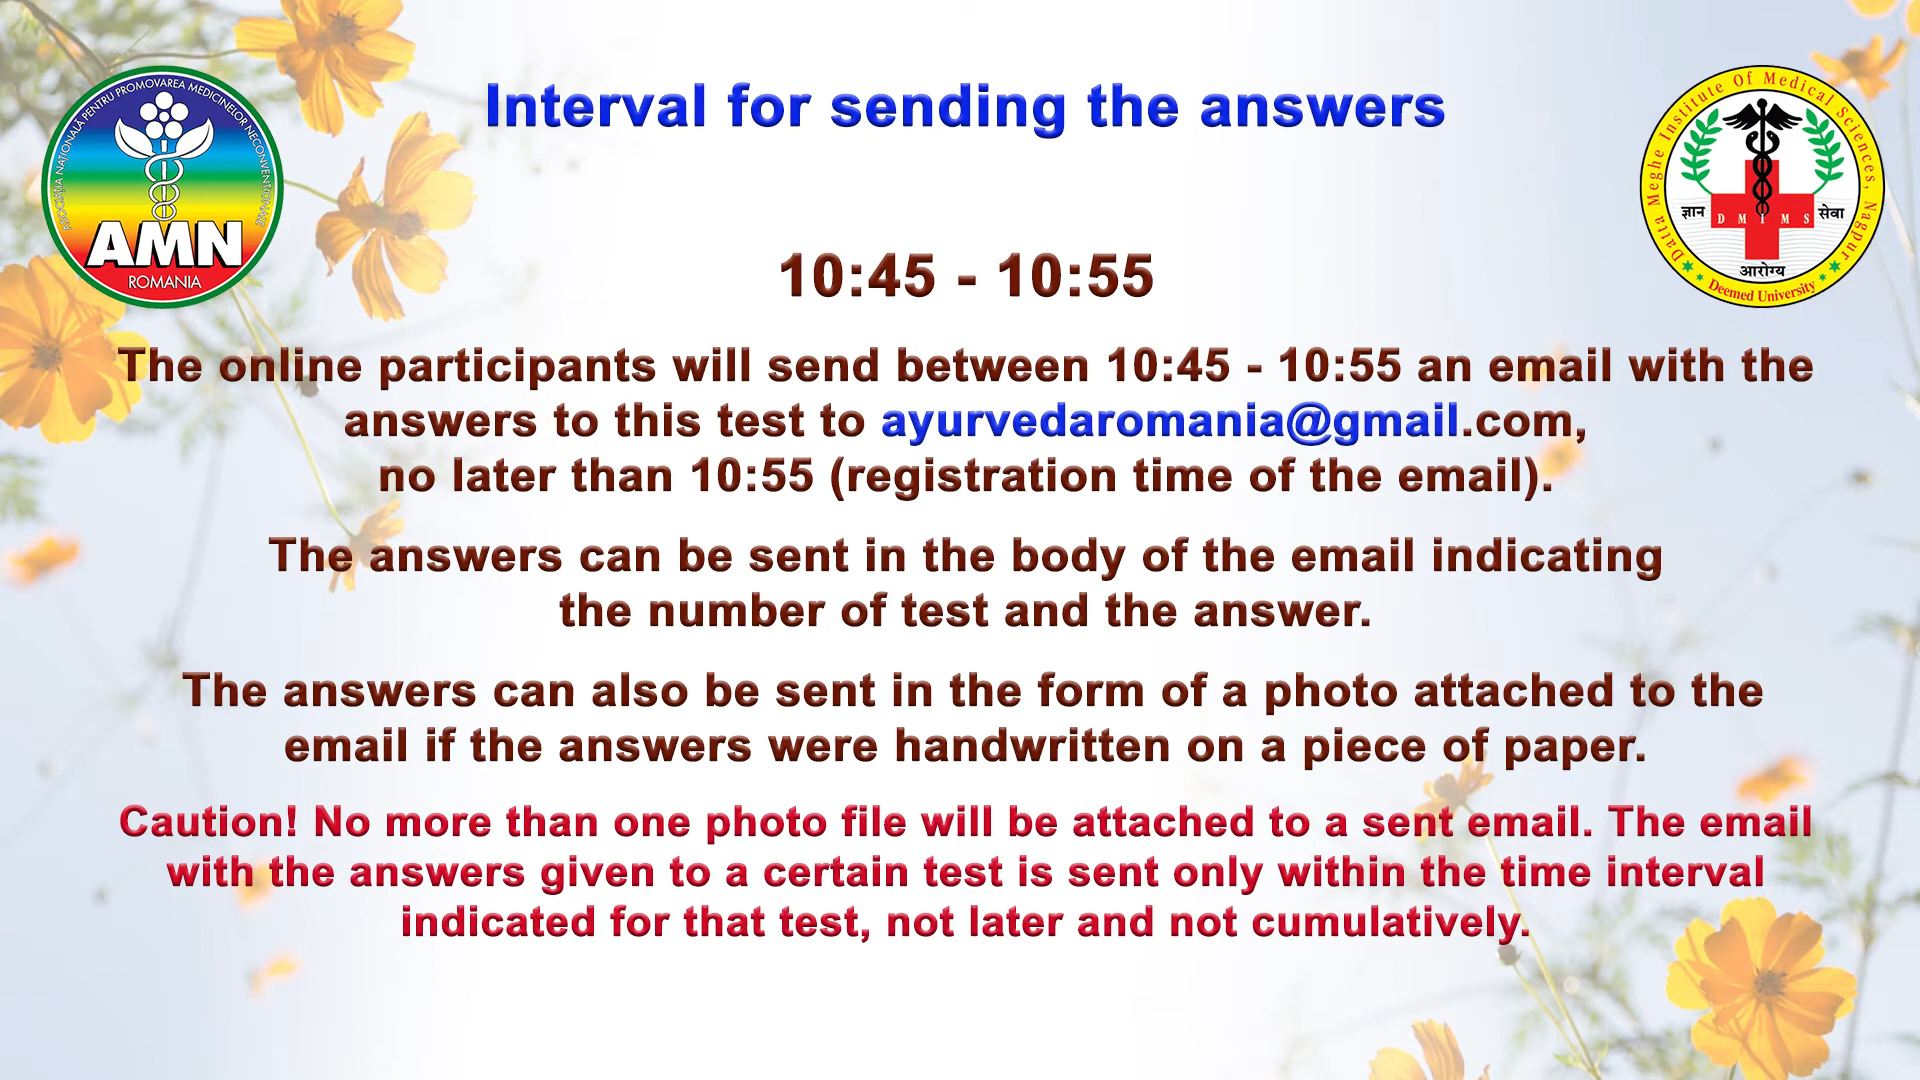 Interval for sending the answers
ASOCIAȚIA NAȚIONALĂ PENTRU PROMOVAREA MEDICINELOR NECONVENȚIONALE
AMN
ROMANIA
Datta Meghe Institute Of Medical Sciences, Nagpur
ज्ञान
D M I M S
सेवा
आरोग्य
Deemed University
10:45 - 10:55
The online participants will send between 10:45 - 10:55 an email with the
answers to this test to ayurvedaromania@gmail.com,
no later than 10:55 (registration time of the email).
The answers can be sent in the body of the email indicating
the number of test and the answer.
The answers can also be sent in the form of a photo attached to the
email if the answers were handwritten on a piece of paper.
Caution! No more than one photo file will be attached to a sent email. The email
with the answers given to a certain test is sent only within the time interval
indicated for that test, not later and not cumulatively.